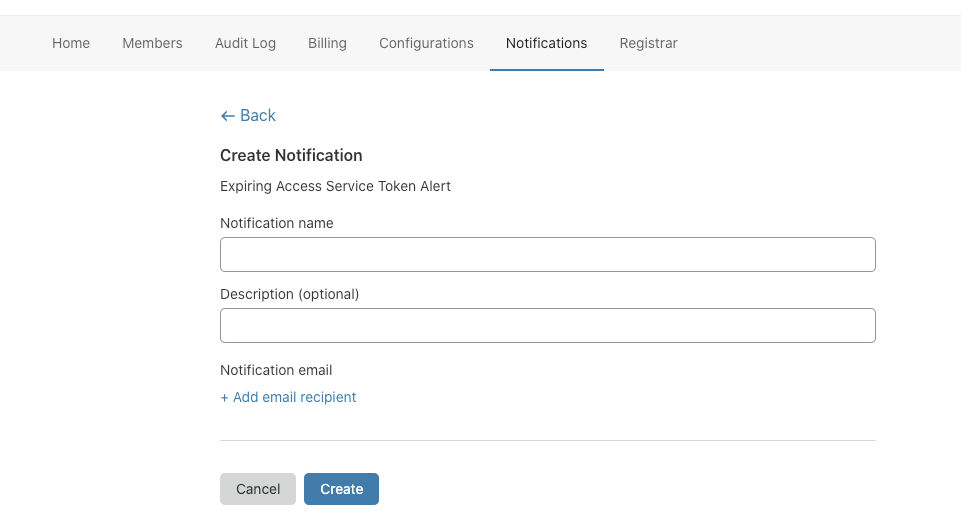 Home Members Audit Log Billing Configurations Notifications Registrar
← Back
Create Notification
Expiring Access Service Token Alert
Notification name
Description (optional)
Notification email
+ Add email recipient
Cancel Create